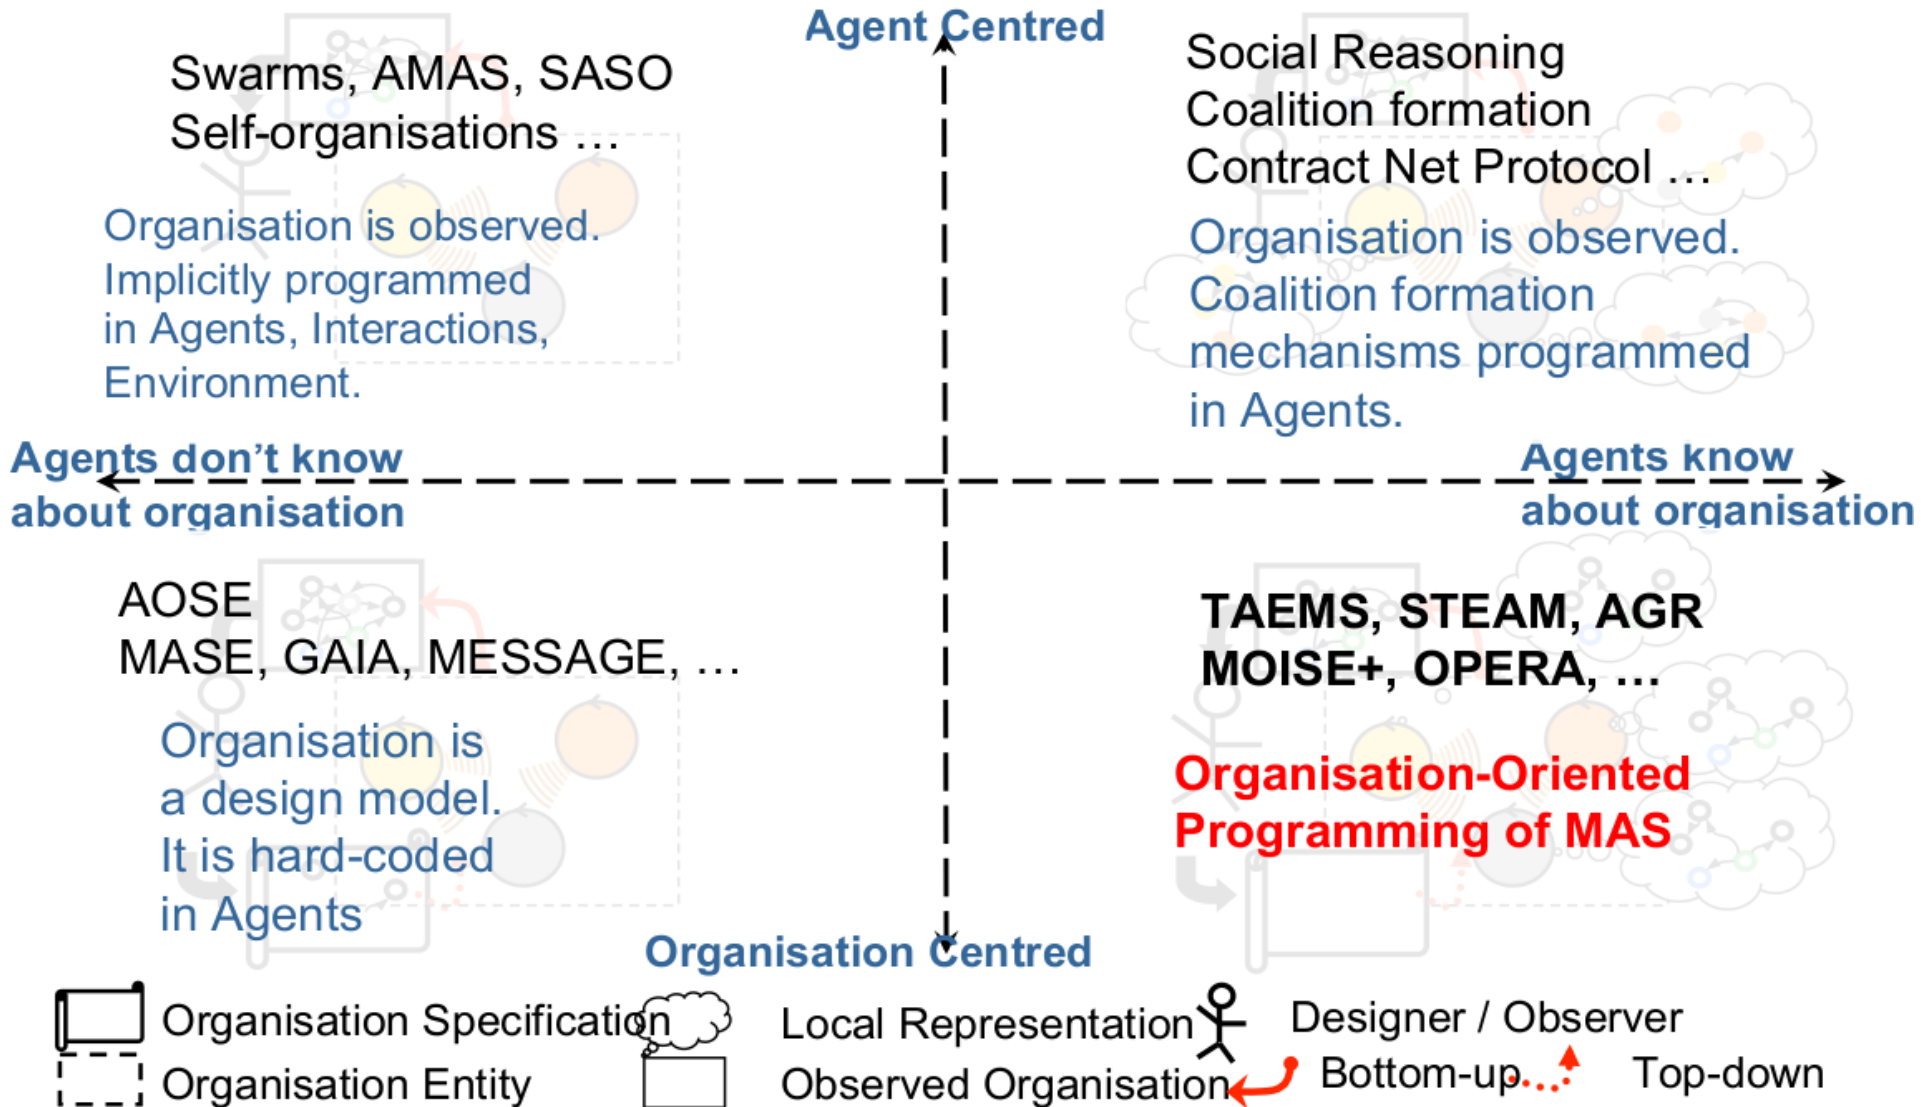 Agent Centred
Swarms, AMAS, SASO
Self-organisations …
Organisation is observed.
Implicitly programmed
in Agents, Interactions,
Environment.
Social Reasoning
Coalition formation
Contract Net Protocol …
Organisation is observed.
Coalition formation
mechanisms programmed
in Agents.
Agents don't know
about organisation
Agents know
about organisation
AOSE
MASE, GAIA, MESSAGE, …
Organisation is
a design model.
It is hard-coded
in Agents
TAEMS, STEAM, AGR
MOISE+, OPERA, …
Organisation-Oriented
Programming of MAS
Organisation Centred
Organisation Specification
Local Representation
Designer / Observer
Organisation Entity
Observed Organisation
Bottom-up
Top-down